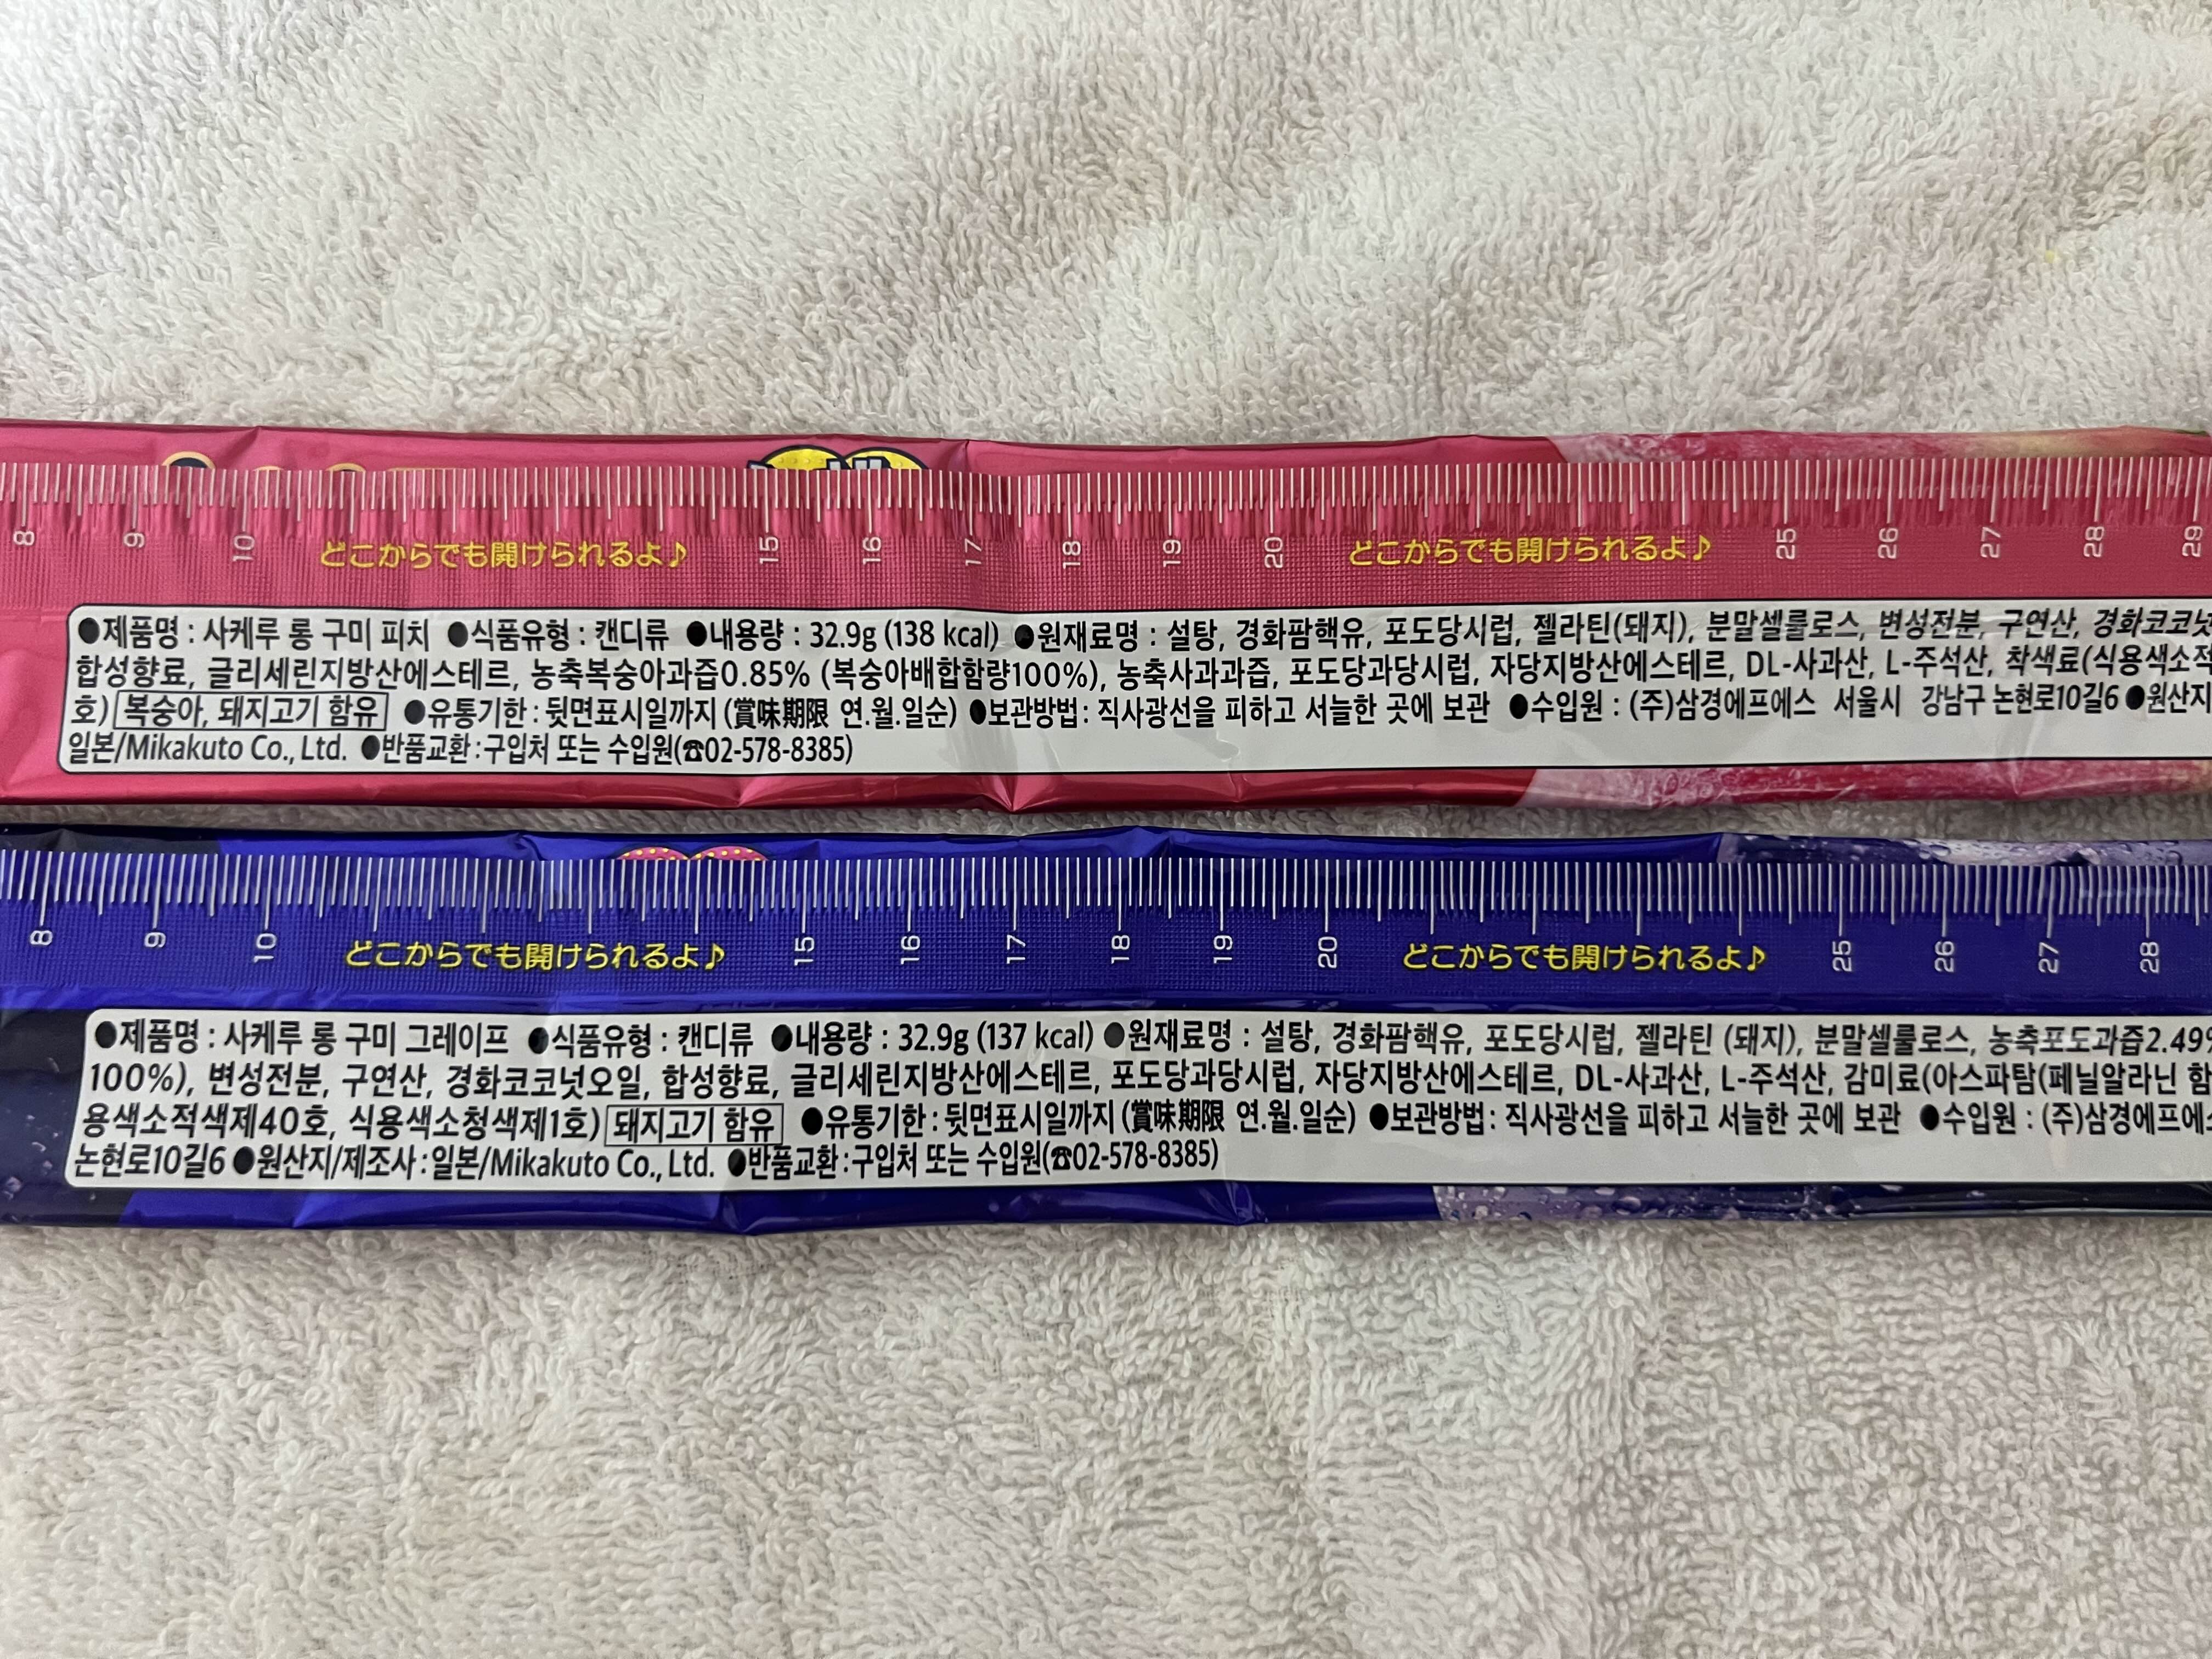 8 9 10 どこからでも開けられるよ♪ 15 16 17 18 19 20 どこからでも開けられるよ♪ 25 26 27 28 29
●제품명 : 사케루 롱 구미 피치 ●식품유형 : 캔디류 ●내용량 : 32.9g (138 kcal) ●원재료명 : 설탕, 경화팜핵유, 포도당시럽, 젤라틴(돼지), 분말셀룰로스, 변성전분, 구연산, 경화코코넛
합성향료, 글리세린지방산에스테르, 농축복숭아과즙0.85% (복숭아배합함량100%), 농축사과과즙, 포도당과당시럽, 자당지방산에스테르, DL-사과산, L-주석산, 착색료(식용색소적
호) 복숭아, 돼지고기 함유 ●유통기한 : 뒷면표시일까지 (賞味期限 연.월.일순) ●보관방법 : 직사광선을 피하고 서늘한 곳에 보관 ●수입원 : (주)삼경에프에스 서울시 강남구 논현로10길6 ●원산지
일본/Mikakuto Co., Ltd. ●반품교환 : 구입처 또는 수입원(☎02-578-8385)
8 9 10 どこからでも開けられるよ♪ 15 16 17 18 19 20 どこからでも開けられるよ♪ 25 26 27 28
●제품명 : 사케루 롱 구미 그레이프 ●식품유형 : 캔디류 ●내용량 : 32.9g (137 kcal) ●원재료명 : 설탕, 경화팜핵유, 포도당시럽, 젤라틴 (돼지), 분말셀룰로스, 농축포도과즙2.49%
100%), 변성전분, 구연산, 경화코코넛오일, 합성향료, 글리세린지방산에스테르, 포도당과당시럽, 자당지방산에스테르, DL-사과산, L-주석산, 감미료(아스파탐(페닐알라닌 함
용색소적색제40호, 식용색소청색제1호) 돼지고기 함유 ●유통기한 : 뒷면표시일까지 (賞味期限 연.월.일순) ●보관방법 : 직사광선을 피하고 서늘한 곳에 보관 ●수입원 : (주)삼경에프에
논현로10길6 ●원산지/제조사 : 일본/Mikakuto Co., Ltd. ●반품교환 : 구입처 또는 수입원(☎02-578-8385)